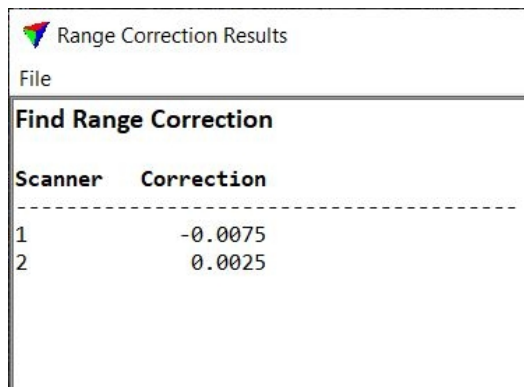 Range Correction Results
File
Find Range Correction
Scanner Correction
---------------------------------------
1 -0.0075
2 0.0025